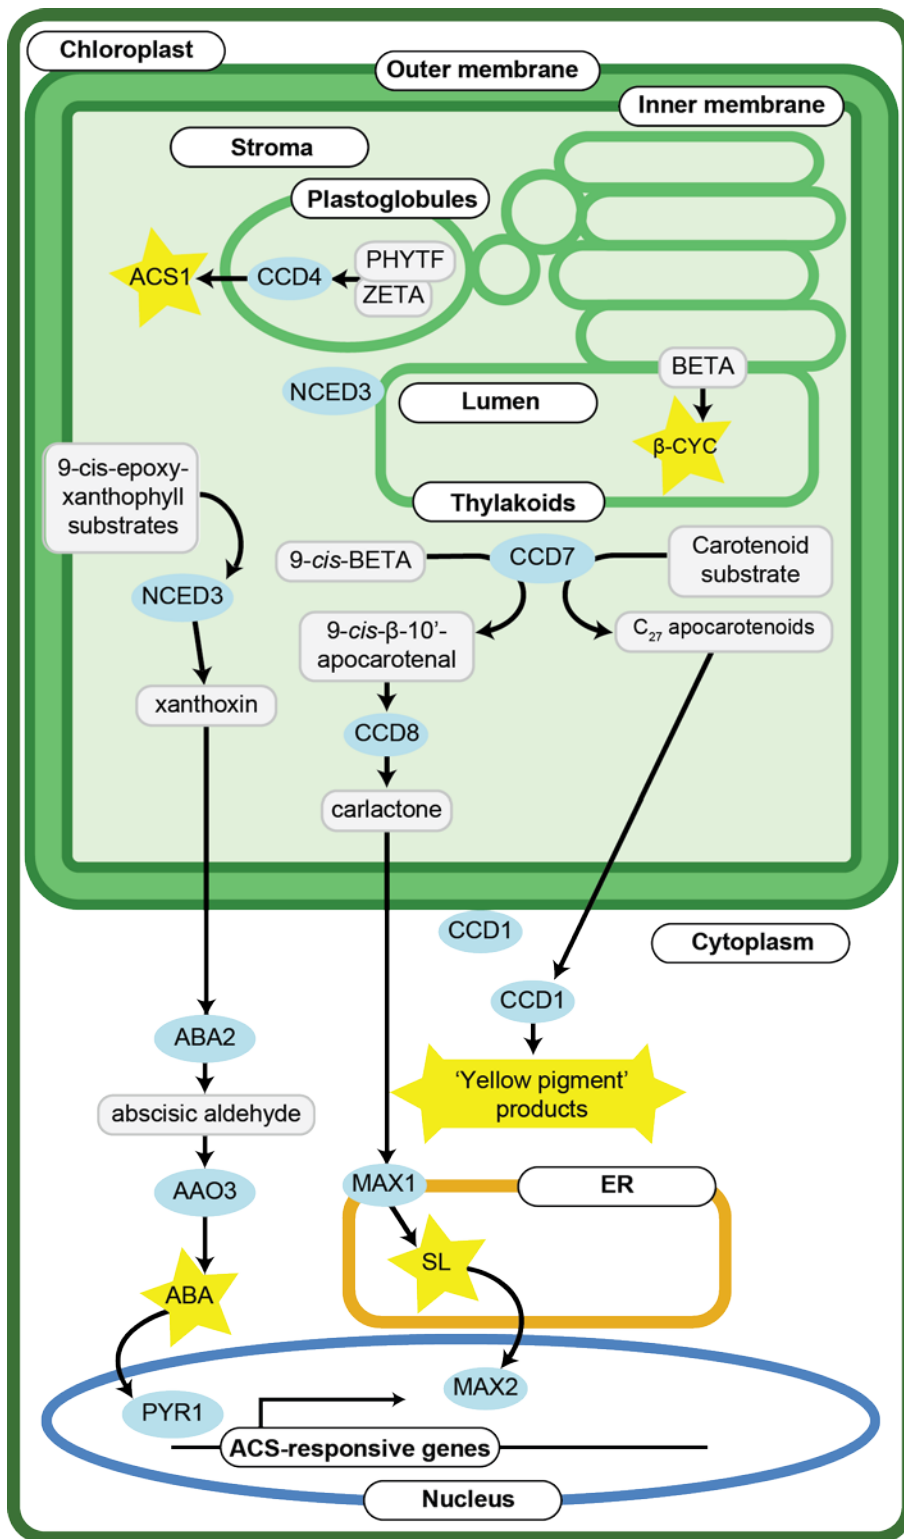 Chloroplast
Outer membrane
Inner membrane
Stroma
Plastoglobules
PHYTF
ACS1
CCD4
ZETA
BETA
NCED3
Lumen
β-CYC
9-cis-epoxy-
xanthophyll
substrates
Thylakoids
9-cis-BETA
CCD7
Carotenoid
substrate
NCED3
9-cis-β-10’-
apocarotenal
C₂₇ apocarotenoids
xanthoxin
CCD8
carlactone
CCD1
Cytoplasm
CCD1
ABA2
‘Yellow pigment’
products
abscisic aldehyde
MAX1
ER
AAO3
SL
ABA
MAX2
PYR1
ACS-responsive genes
Nucleus